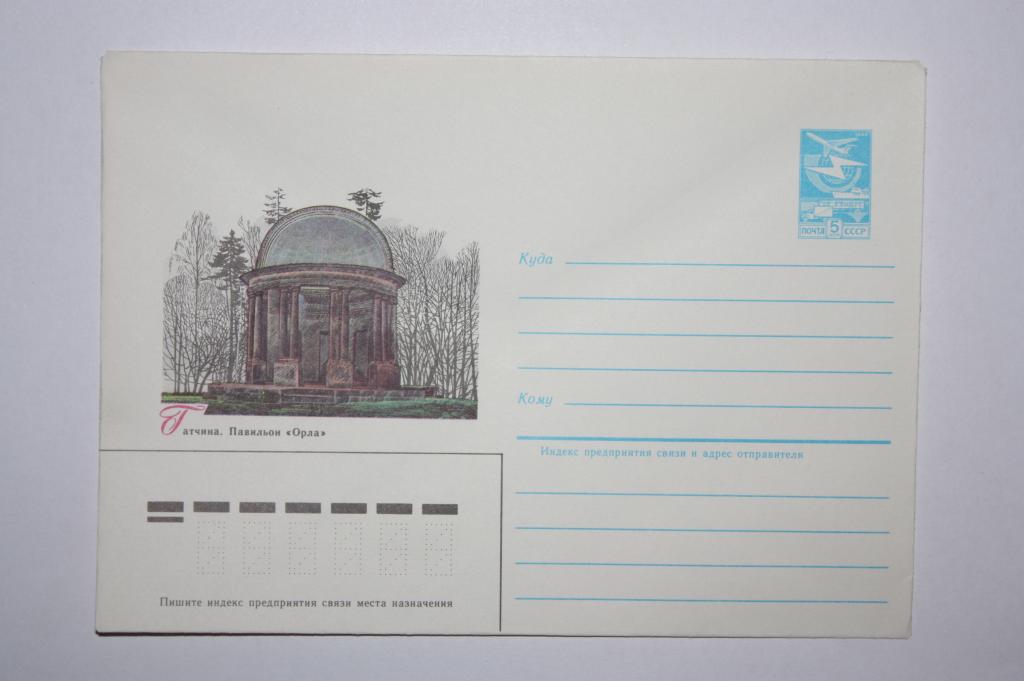 ПОЧТА 5 СССР
Куда
Кому
Гатчина. Павильон «Орла»
Индекс предприятия связи и адрес отправителя
Пишите индекс предприятия связи места назначения